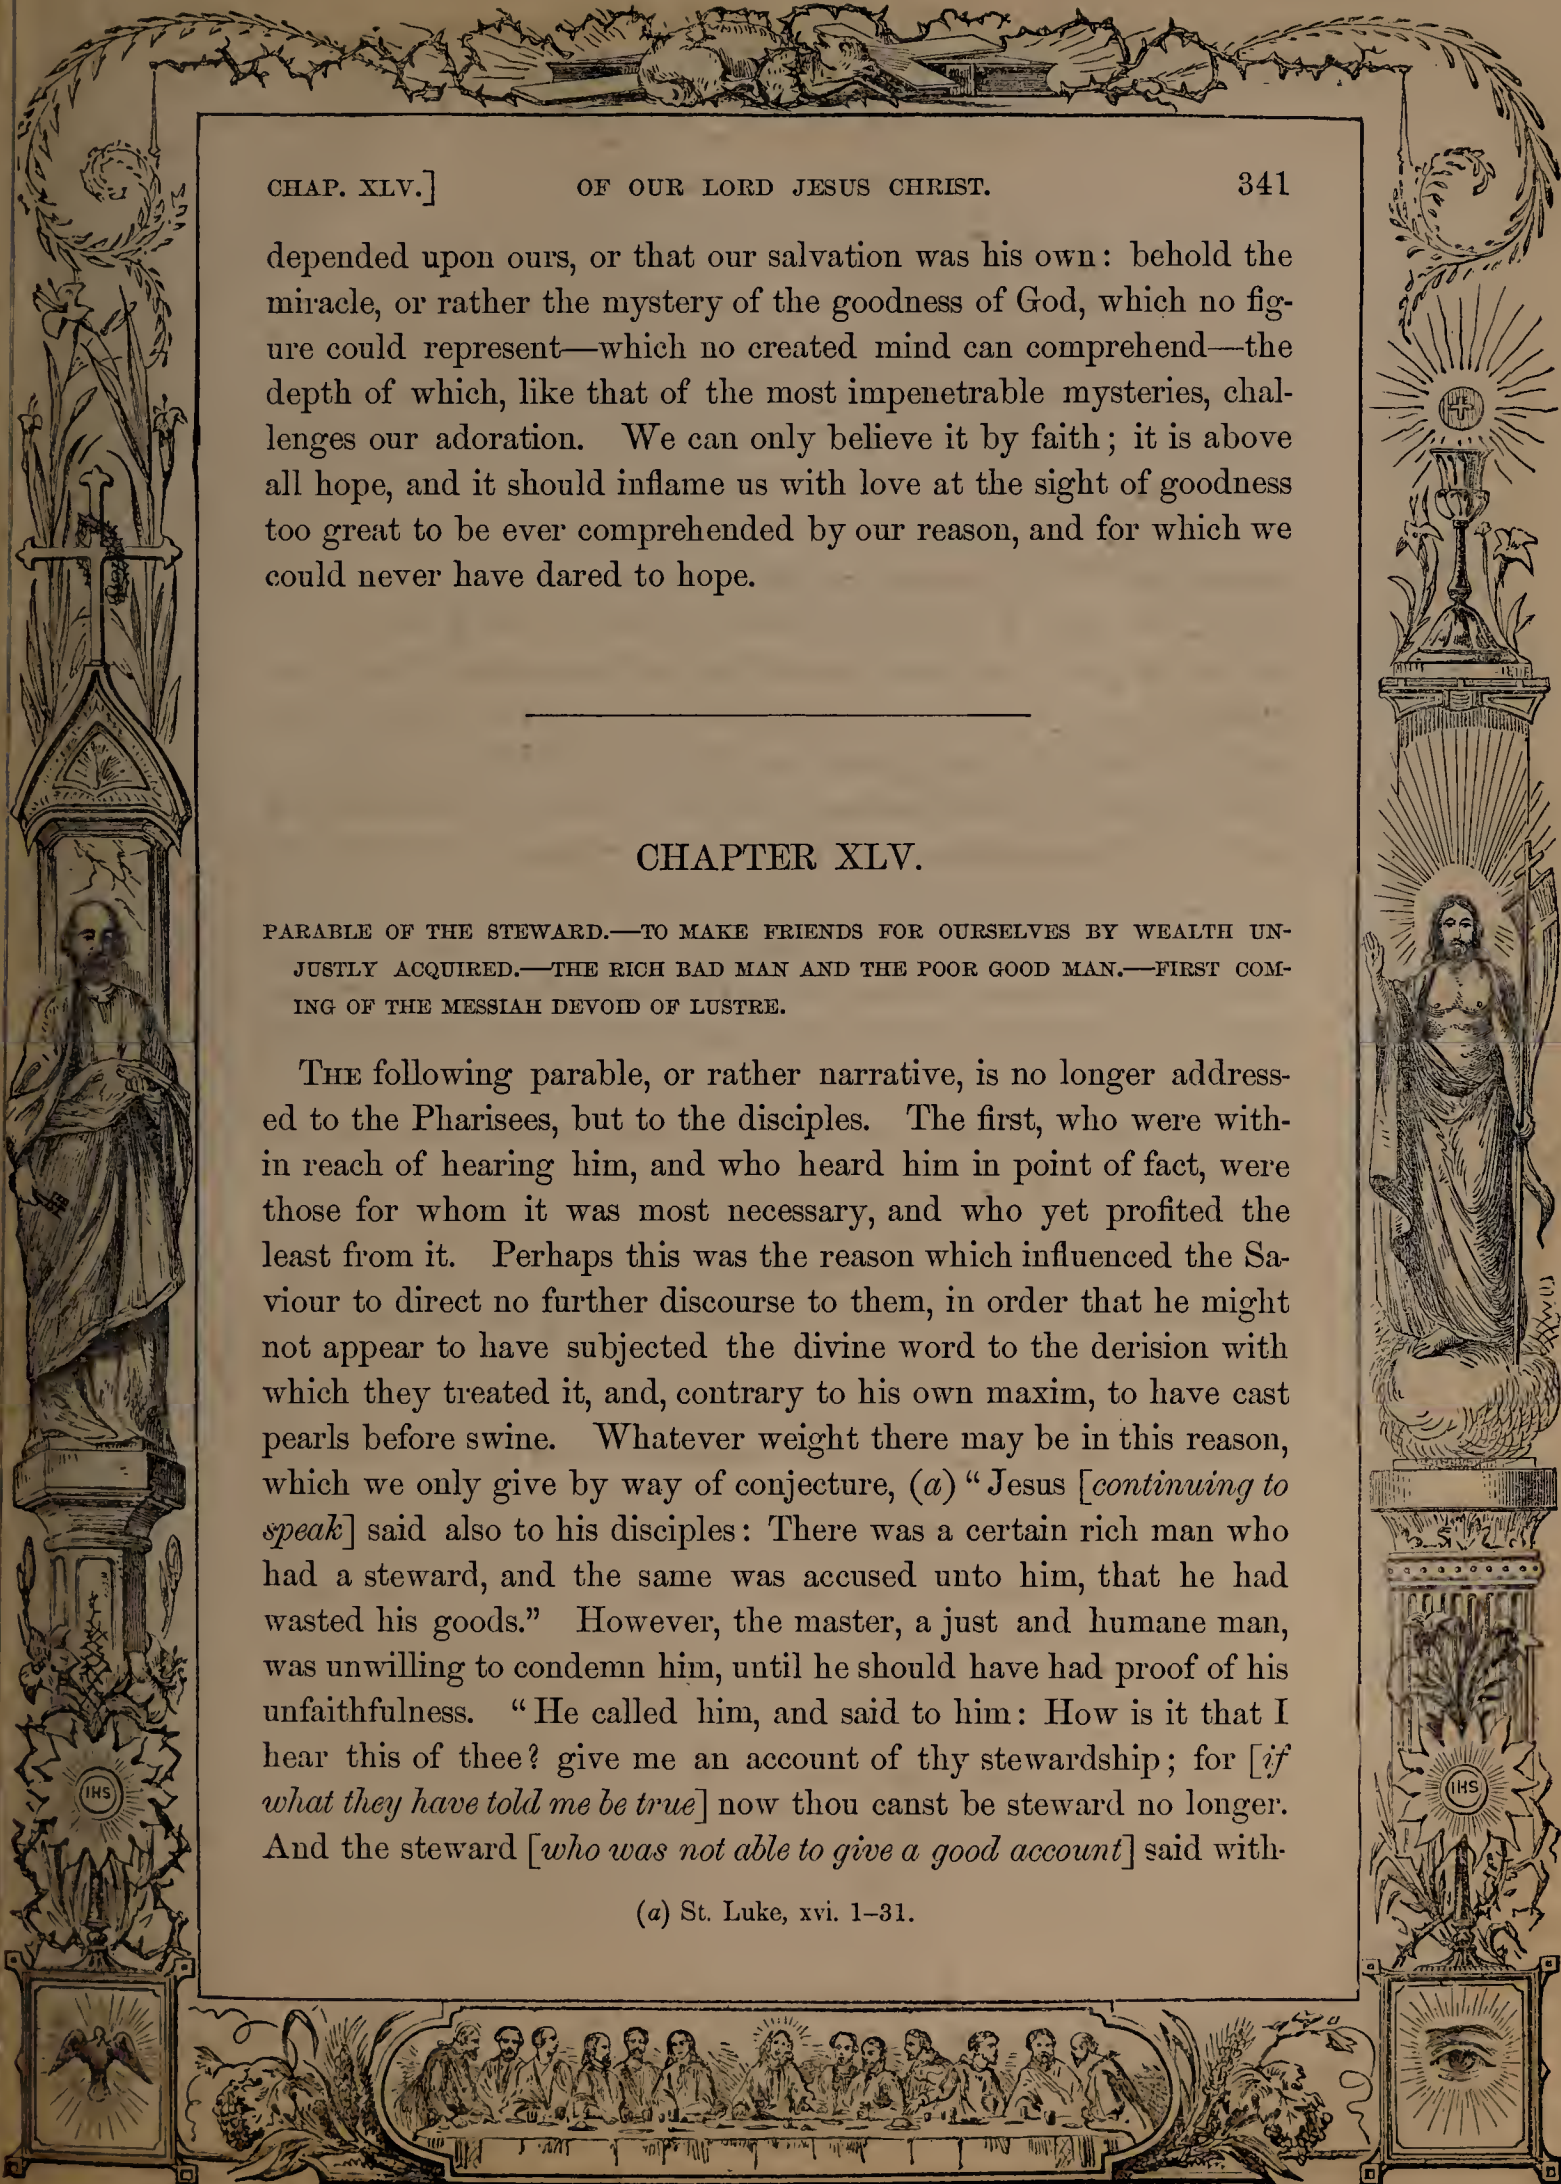 CHAP. XLV.] OF OUR LORD JESUS CHRIST. 341
depended upon ours, or that our salvation was his own: behold the
miracle, or rather the mystery of the goodness of God, which no fig-
ure could represent—which no created mind can comprehend—the
depth of which, like that of the most impenetrable mysteries, chal-
lenges our adoration. We can only believe it by faith; it is above
all hope, and it should inflame us with love at the sight of goodness
too great to be ever comprehended by our reason, and for which we
could never have dared to hope.
CHAPTER XLV.
PARABLE OF THE STEWARD.—TO MAKE FRIENDS FOR OURSELVES BY WEALTH UN-
JUSTLY ACQUIRED.—THE RICH BAD MAN AND THE POOR GOOD MAN.—FIRST COM-
ING OF THE MESSIAH DEVOID OF LUSTRE.
THE following parable, or rather narrative, is no longer address-
ed to the Pharisees, but to the disciples. The first, who were with-
in reach of hearing him, and who heard him in point of fact, were
those for whom it was most necessary, and who yet profited the
least from it. Perhaps this was the reason which influenced the Sa-
viour to direct no further discourse to them, in order that he might
not appear to have subjected the divine word to the derision with
which they treated it, and, contrary to his own maxim, to have cast
pearls before swine. Whatever weight there may be in this reason,
which we only give by way of conjecture, (a) “Jesus [continuing to
speak] said also to his disciples: There was a certain rich man who
had a steward, and the same was accused unto him, that he had
wasted his goods.” However, the master, a just and humane man,
was unwilling to condemn him, until he should have had proof of his
unfaithfulness. “He called him, and said to him: How is it that I
hear this of thee? give me an account of thy stewardship; for [if
what they have told me be true] now thou canst be steward no longer.
And the steward [who was not able to give a good account] said with-
(a) St. Luke, xvi. 1–31.
IHS
IHS